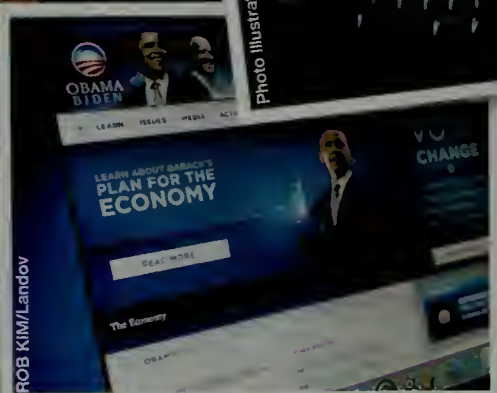 Photo Illustra
OBAMA
BIDEN
LEARN ISSUES MEDIA ACTI
LEARN ABOUT BARACK'S
PLAN FOR THE
ECONOMY
READ MORE
CHANGE
The Economy
ROB KIM/Landov